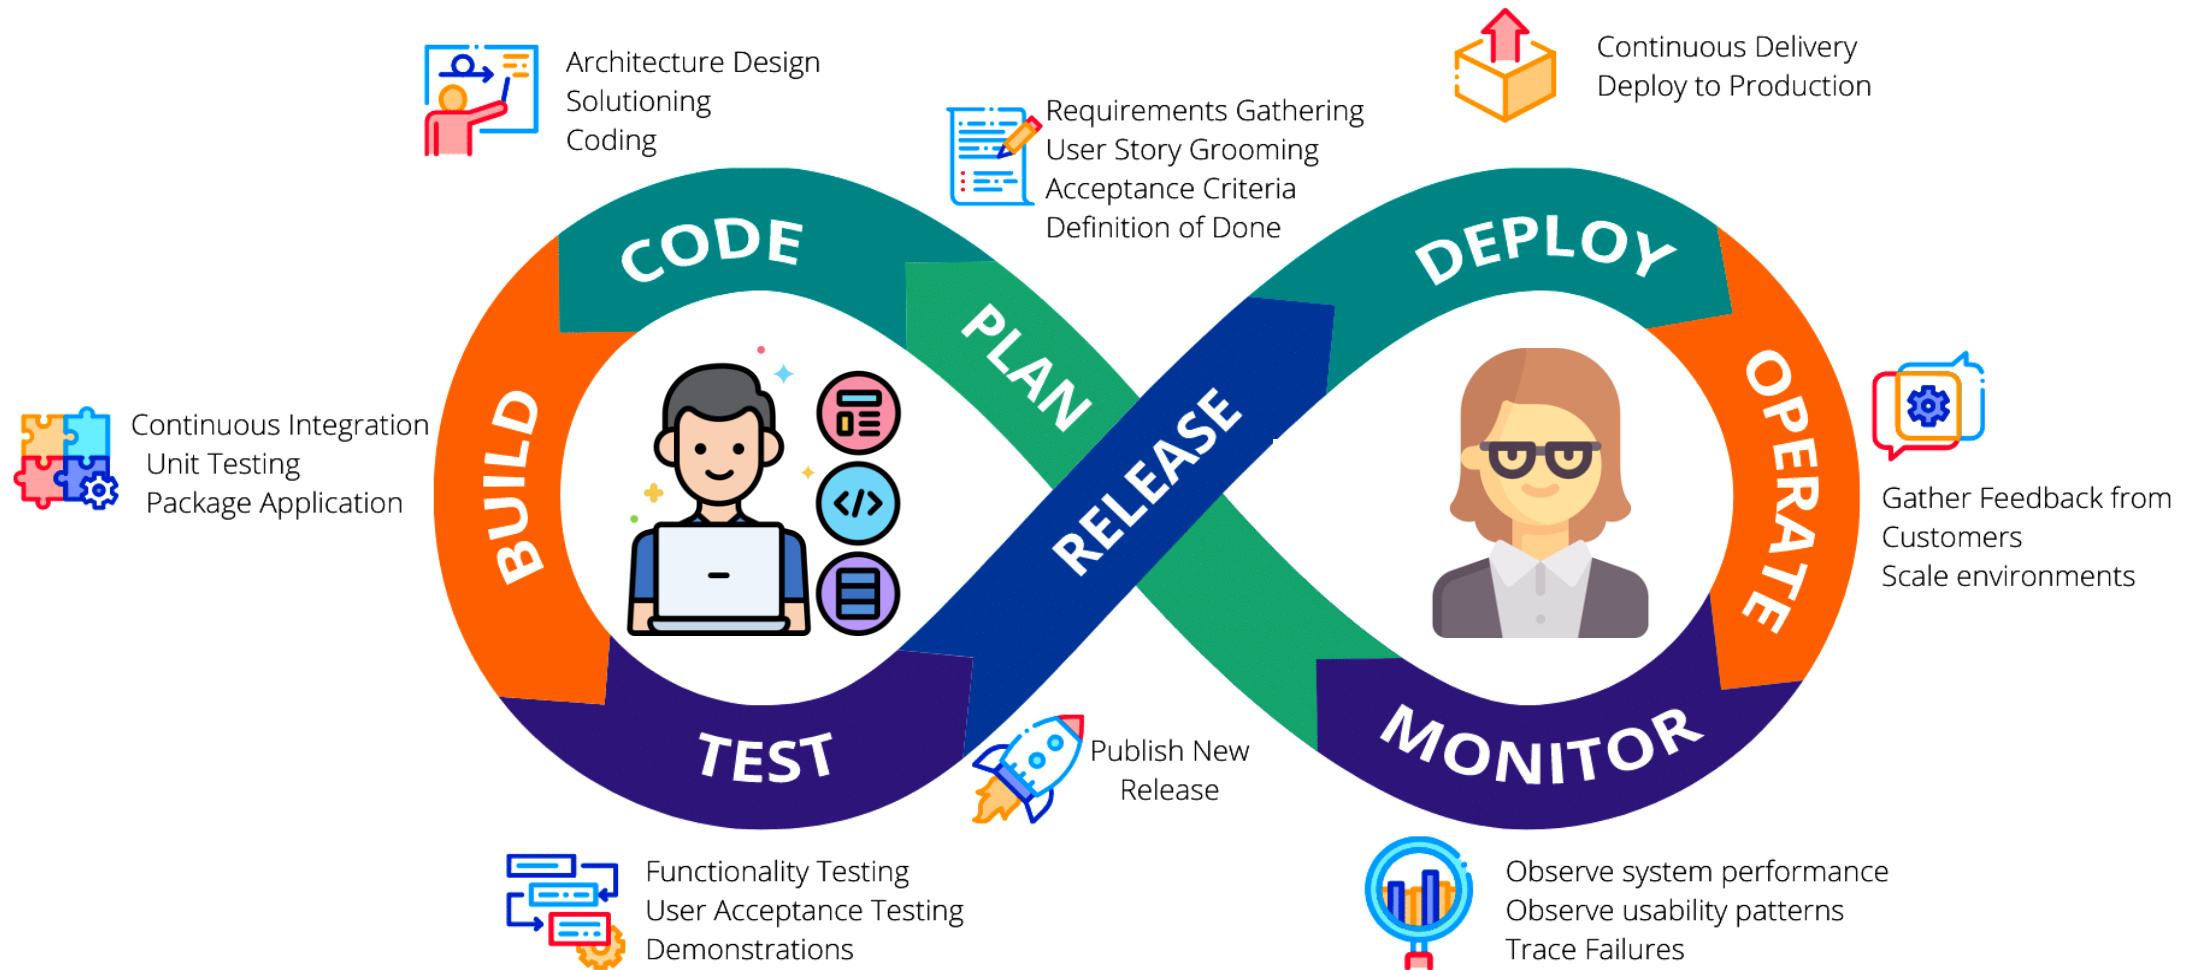 Architecture Design
Solutioning
Coding
Requirements Gathering
User Story Grooming
Acceptance Criteria
Definition of Done
Continuous Delivery
Deploy to Production
CODE
PLAN
DEPLOY
BUILD
RELEASE
OPERATE
TEST
MONITOR
Continuous Integration
Unit Testing
Package Application
Gather Feedback from
Customers
Scale environments
Publish New
Release
Functionality Testing
User Acceptance Testing
Demonstrations
Observe system performance
Observe usability patterns
Trace Failures